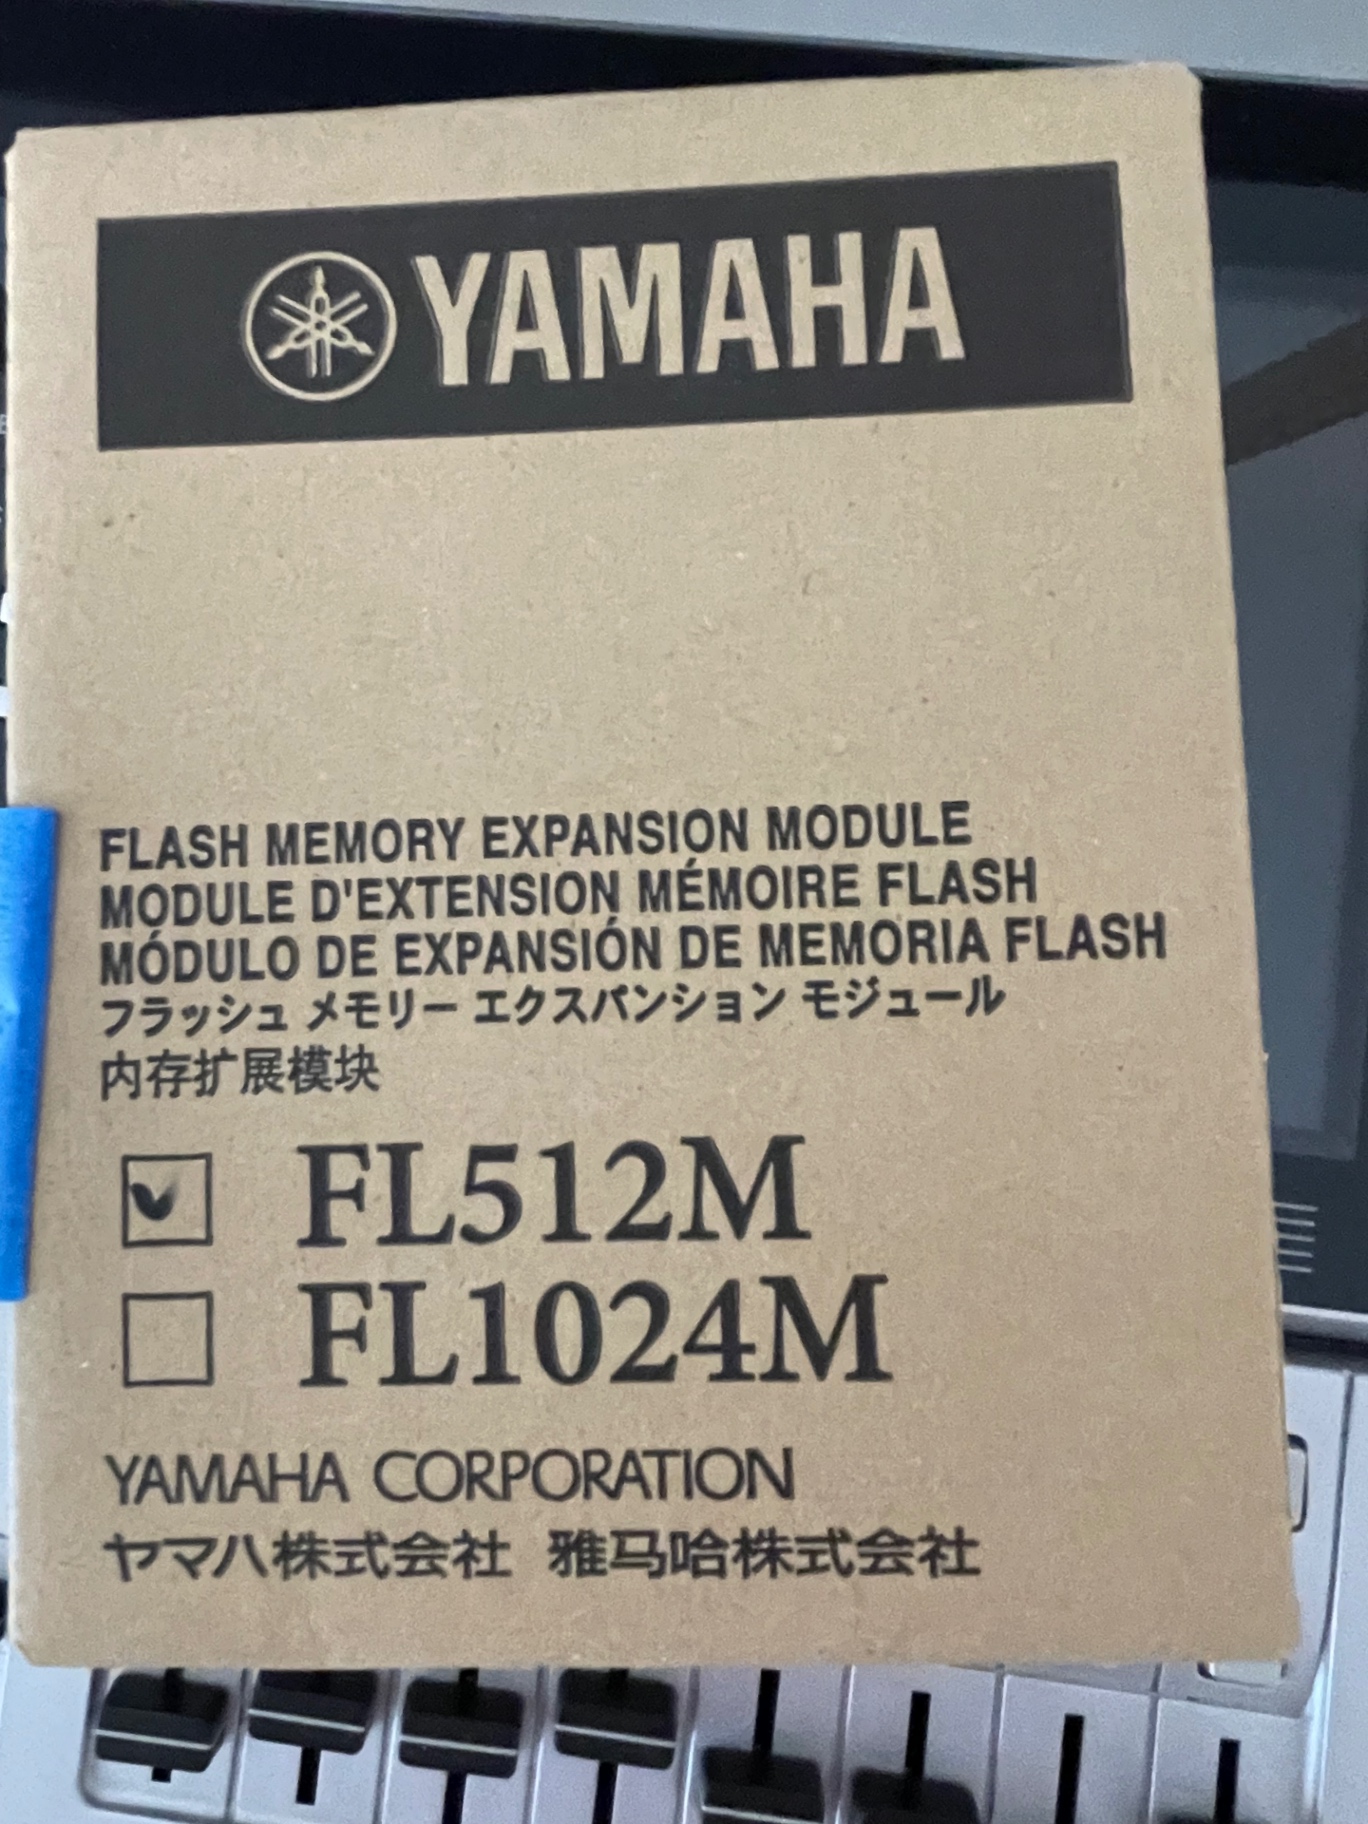 YAMAHA
FLASH MEMORY EXPANSION MODULE
MODULE D'EXTENSION MÉMOIRE FLASH
MÓDULO DE EXPANSIÓN DE MEMORIA FLASH
フラッシュ メモリー エクスパンション モジュール
内存扩展模块
FL512M
FL1024M
YAMAHA CORPORATION
ヤマハ株式会社 雅马哈株式会社